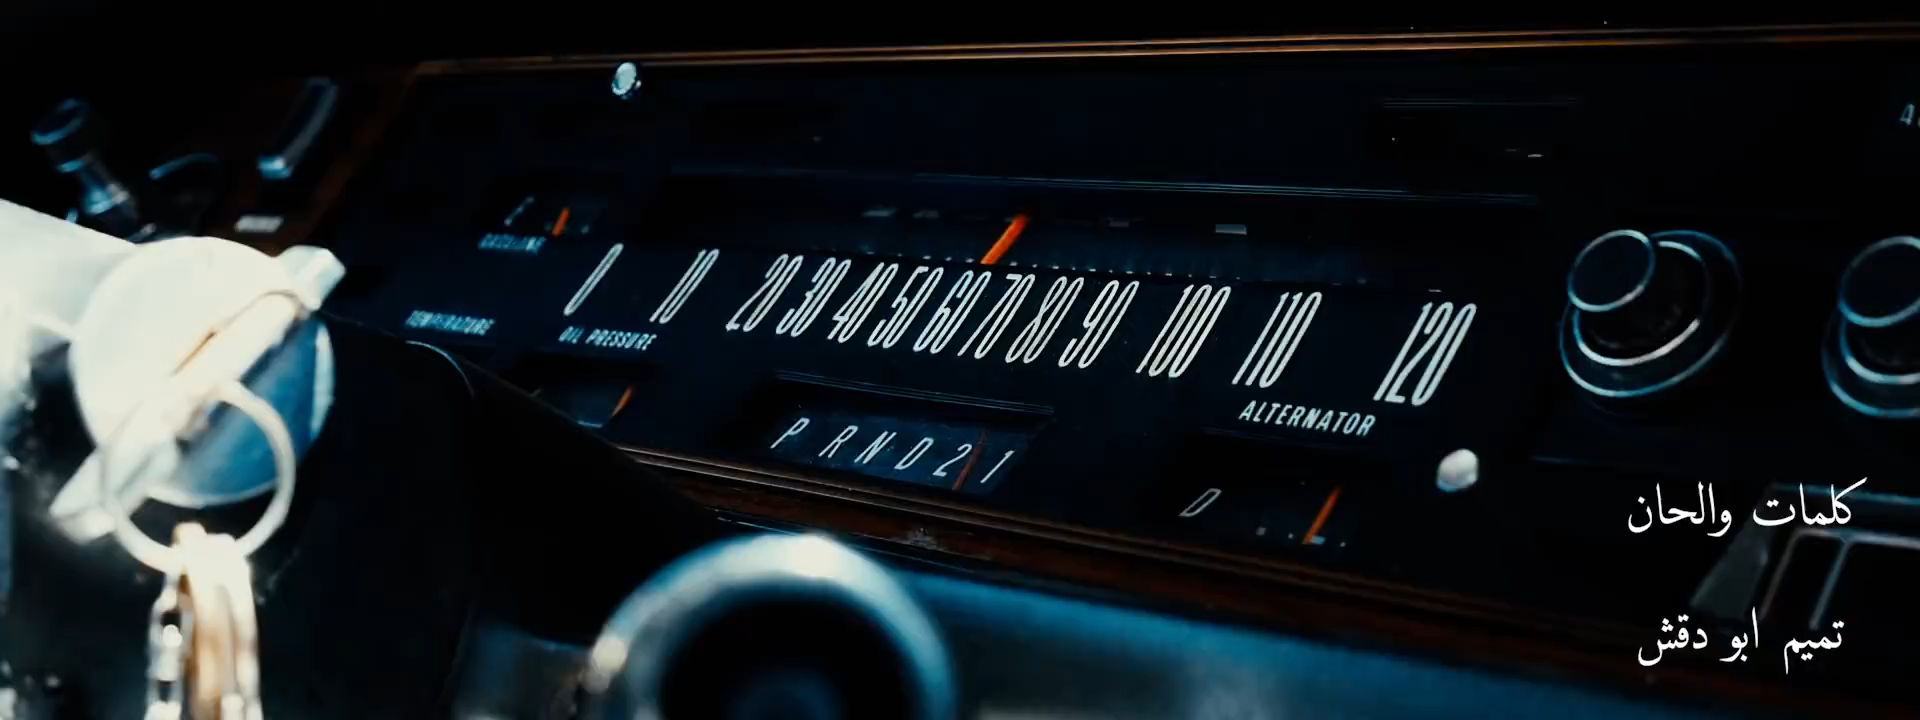 GASOLINE
0 10 20 30 40 50 60 70 80 90 100 110 120
TEMPERATURE
OIL PRESSURE
ALTERNATOR
P R N D 2 1
D
كلمات والحان
تميم ابو دقش